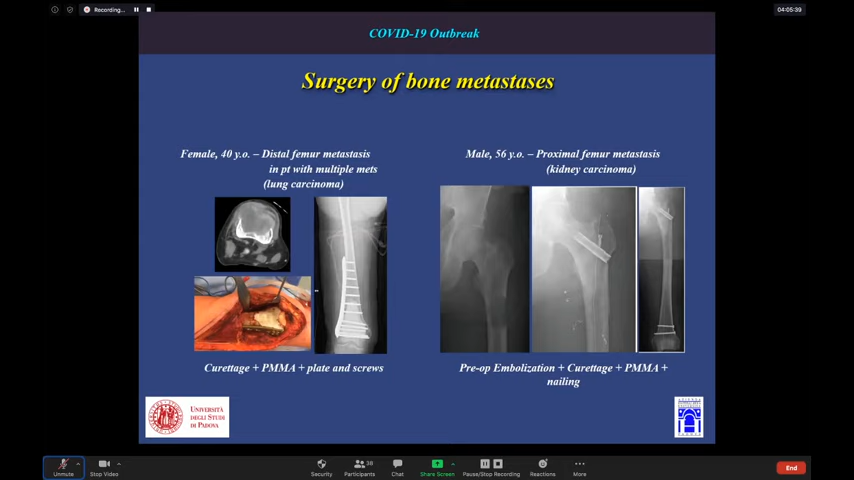 Recording...
04:05:39
COVID-19 Outbreak
Surgery of bone metastases
Female, 40 y.o. – Distal femur metastasis
in pt with multiple mets
(lung carcinoma)
Male, 56 y.o. – Proximal femur metastasis
(kidney carcinoma)
Curettage + PMMA + plate and screws
Pre-op Embolization + Curettage + PMMA +
nailing
UNIVERSITÀ
DEGLI STUDI
DI PADOVA
Unmute
Stop Video
Security
38
Participants
Chat
Share Screen
Pause/Stop Recording
Reactions
More
End